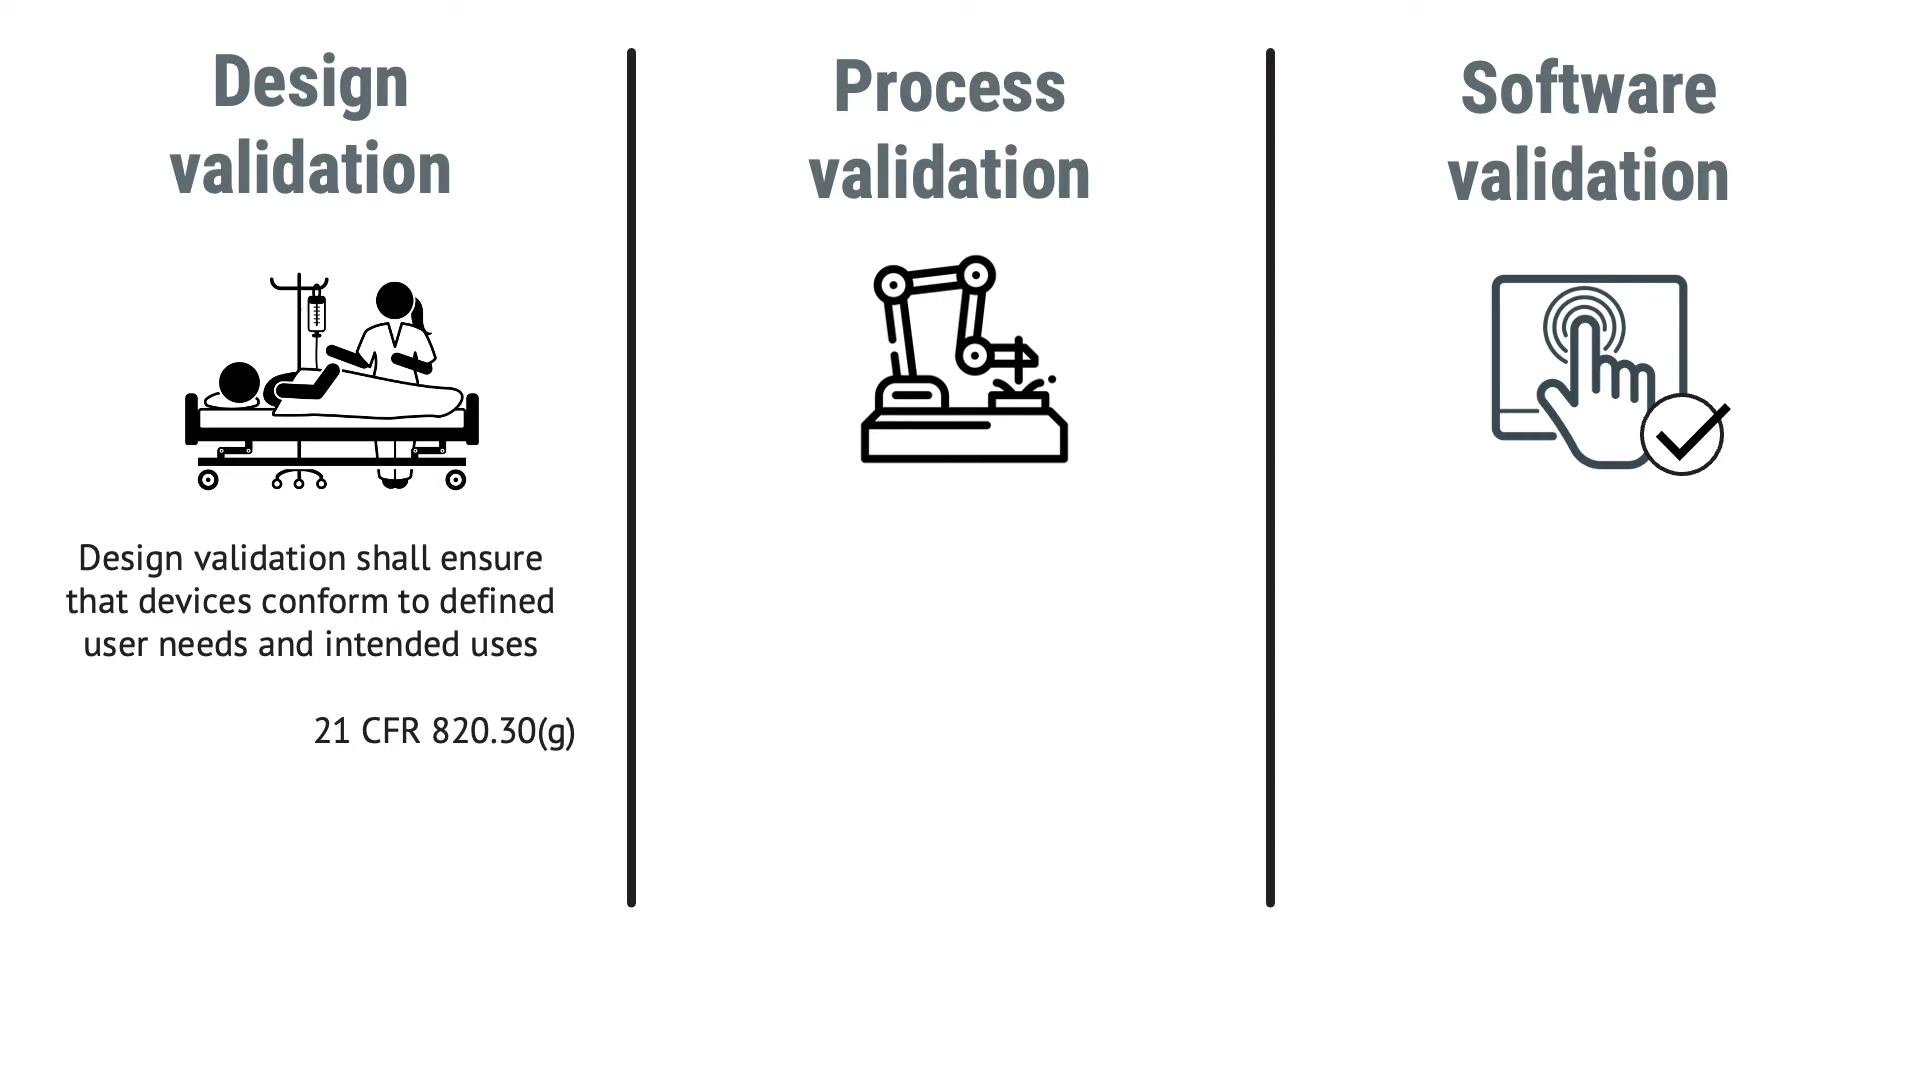 Design
validation
Design validation shall ensure
that devices conform to defined
user needs and intended uses
21 CFR 820.30(g)
Process
validation
Software
validation